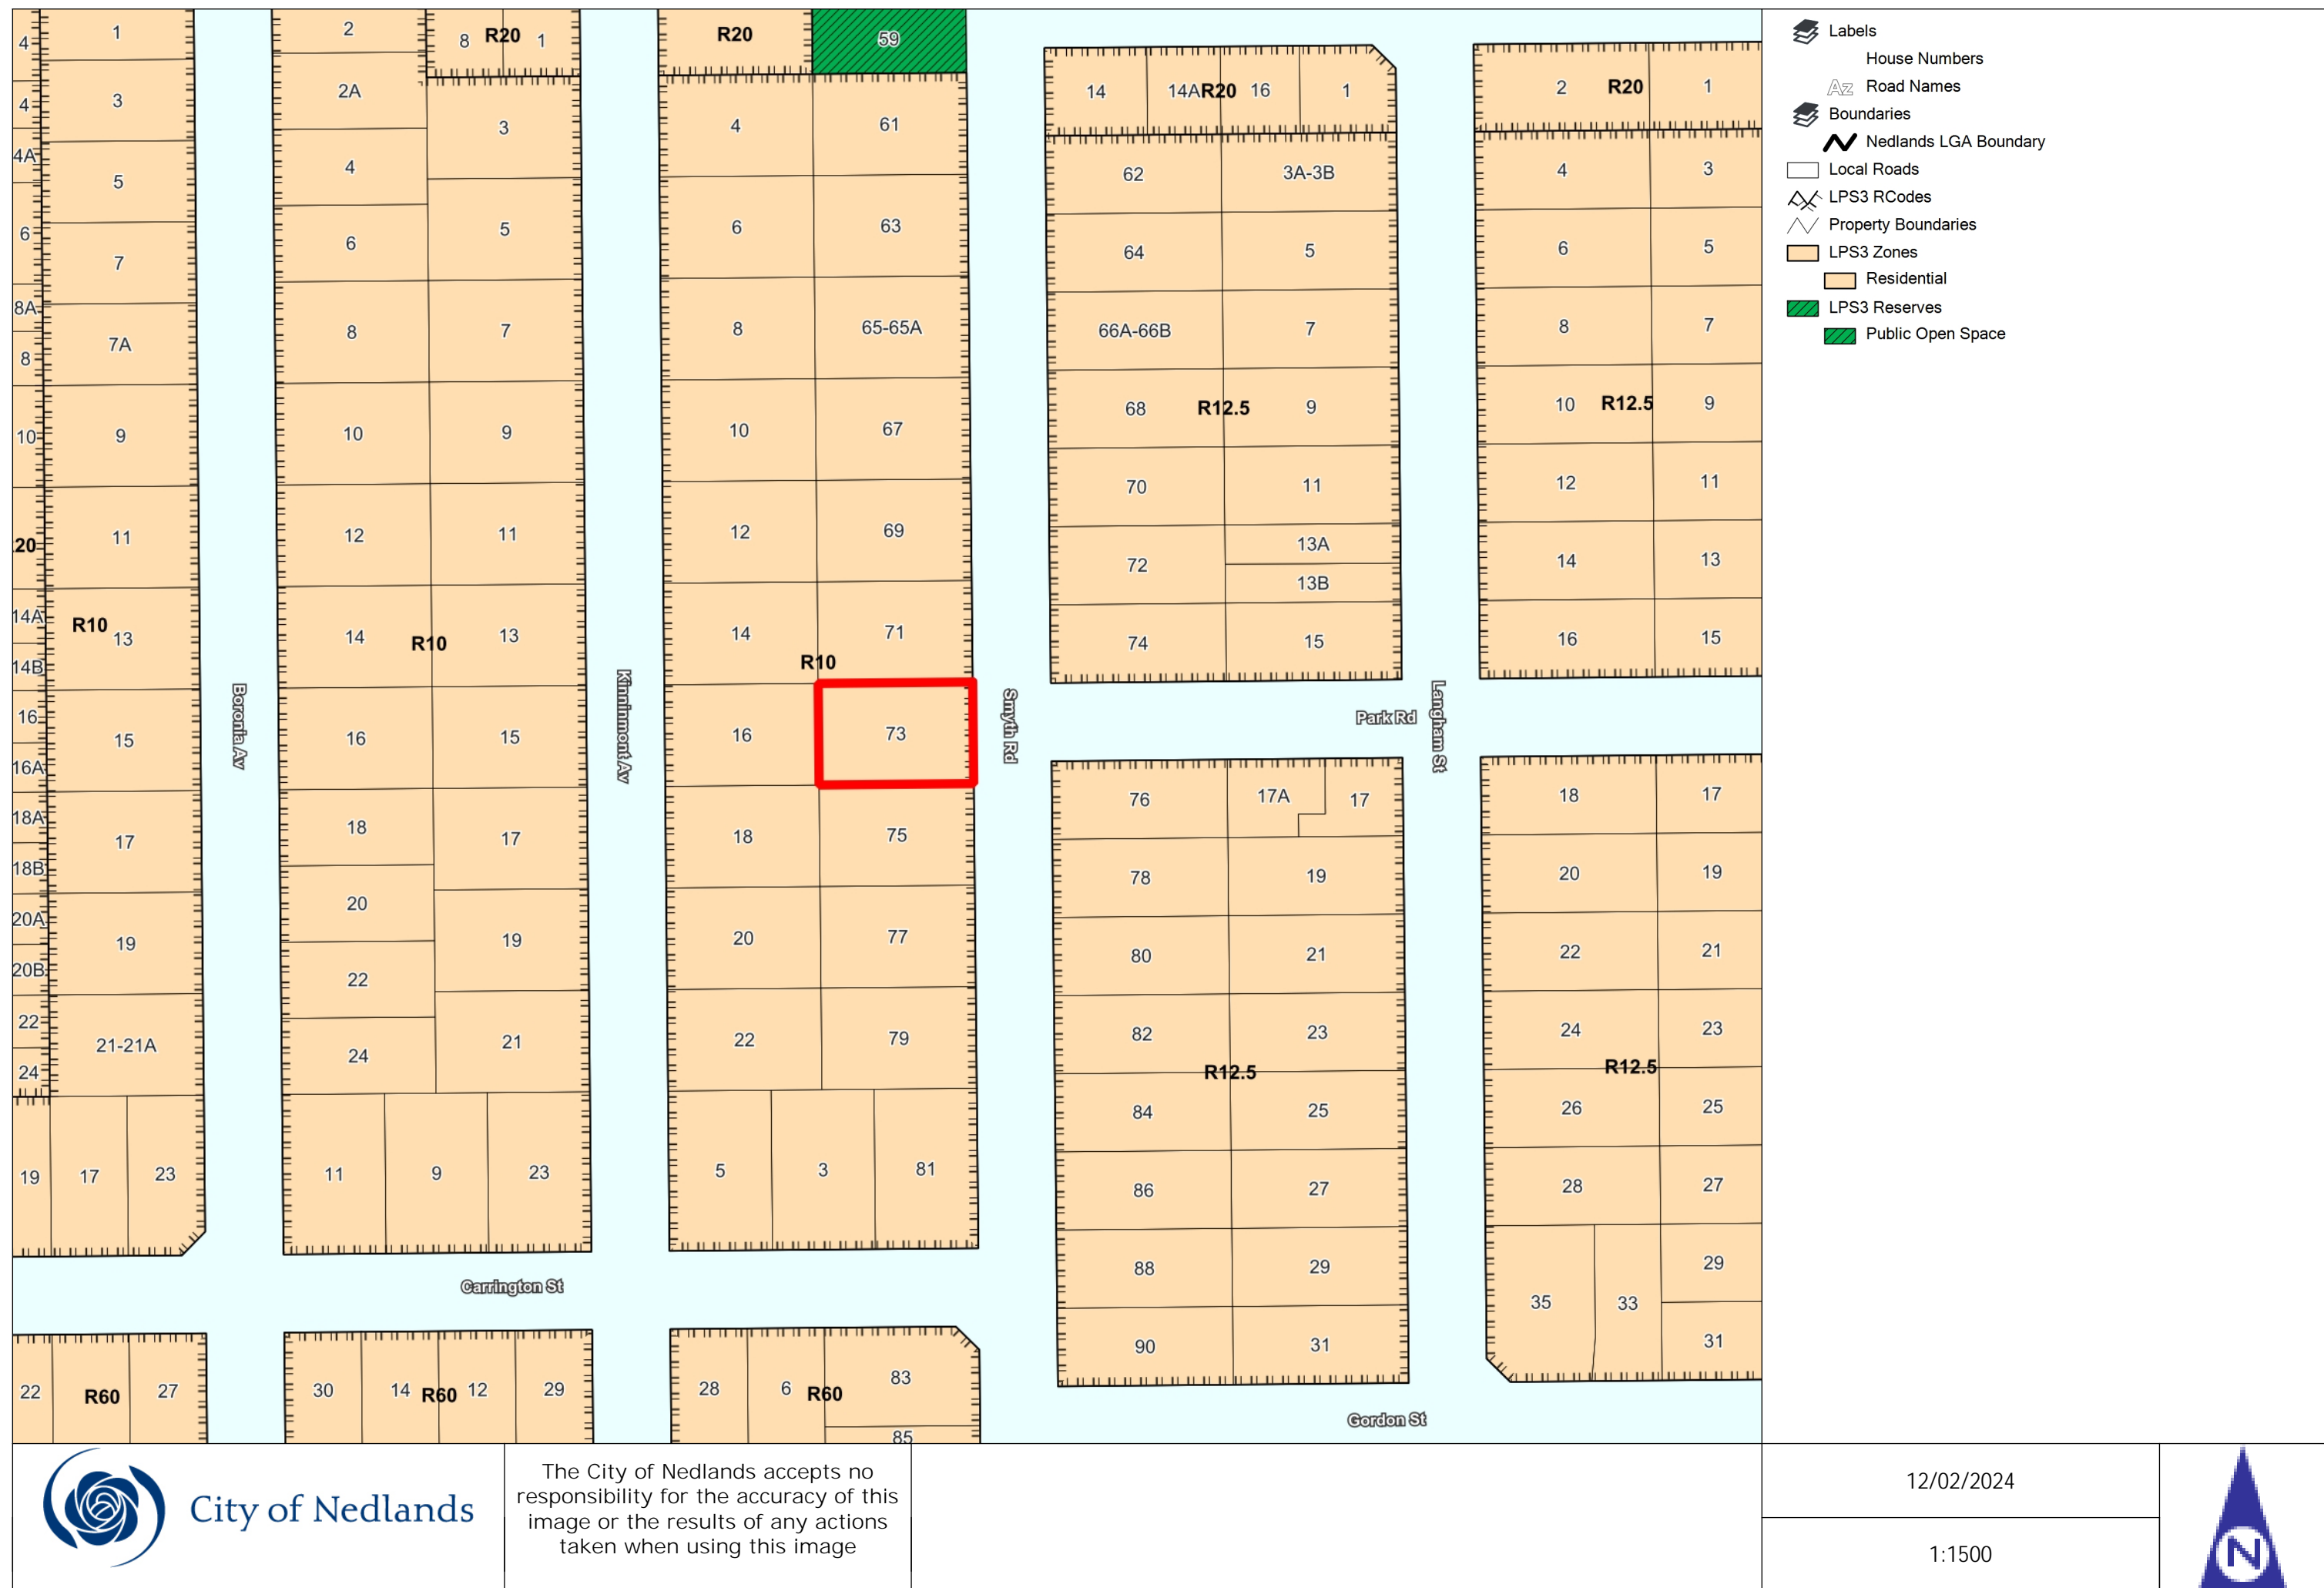 4
1
2
8
R20
1
R20
59
Labels
House Numbers
Az Road Names
Boundaries
Nedlands LGA Boundary
Local Roads
LPS3 RCodes
Property Boundaries
LPS3 Zones
Residential
LPS3 Reserves
Public Open Space
14
14A
R20
16
1
2
R20
1
4
3
2A
3
4
61
4A
5
4
62
3A-3B
4
3
6
7
6
5
6
63
64
5
6
5
8A
8
7A
8
7
8
65-65A
66A-66B
7
8
7
10
9
10
9
10
67
68
R12.5
9
10
R12.5
9
20
11
12
11
12
69
70
11
12
11
72
13A
13B
14
13
14A
R10
13
14
R10
13
14
71
R10
74
15
16
15
14B
16
15
16A
Boronia Av
16
15
Kinninmont Av
16
73
Smyth Rd
Park Rd
Langham St
18A
17
18B
18
17
18
75
76
17A
17
18
17
20A
19
20B
20
19
20
77
78
19
20
19
22
80
21
22
21
22
21-21A
24
24
21
22
79
82
23
24
23
R12.5
R12.5
84
25
26
25
19
17
23
11
9
23
5
3
81
86
27
28
27
88
29
35
33
29
Carrington St
90
31
31
22
R60
27
30
14
R60
12
29
28
6
R60
83
85
Gordon St
City of Nedlands
The City of Nedlands accepts no
responsibility for the accuracy of this
image or the results of any actions
taken when using this image
12/02/2024
1:1500
N